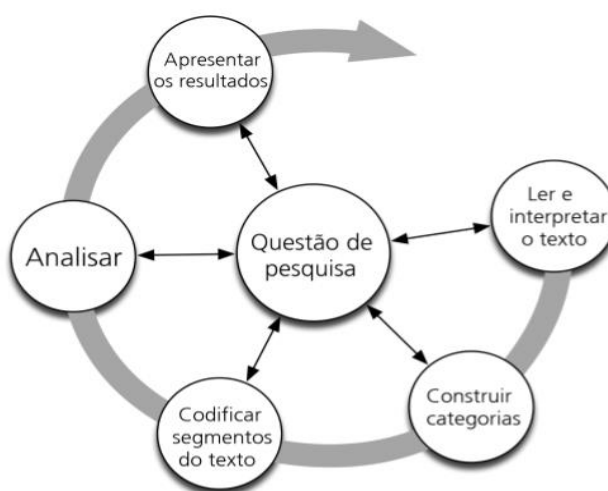 Apresentar
os resultados
Ler e
interpretar
o texto
Analisar
Questão de
pesquisa
Construir
categorias
Codificar
segmentos
do texto